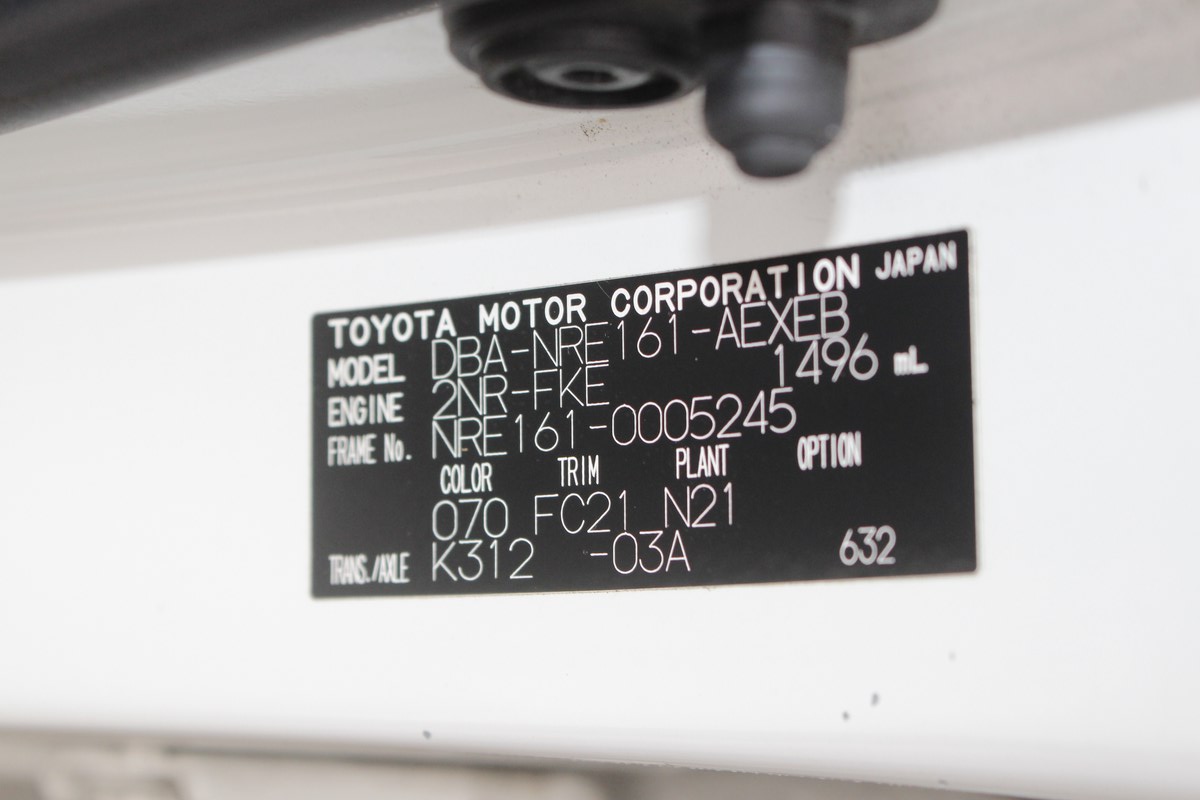 TOYOTA MOTOR CORPORATION JAPAN
MODEL DBA-NRE161-AEXEB
ENGINE 2NR-FKE 1496 mL
FRAME No. NRE161-0005245
COLOR TRIM PLANT OPTION
070 FC21 N21
TRANS./AXLE K312 -03A 632